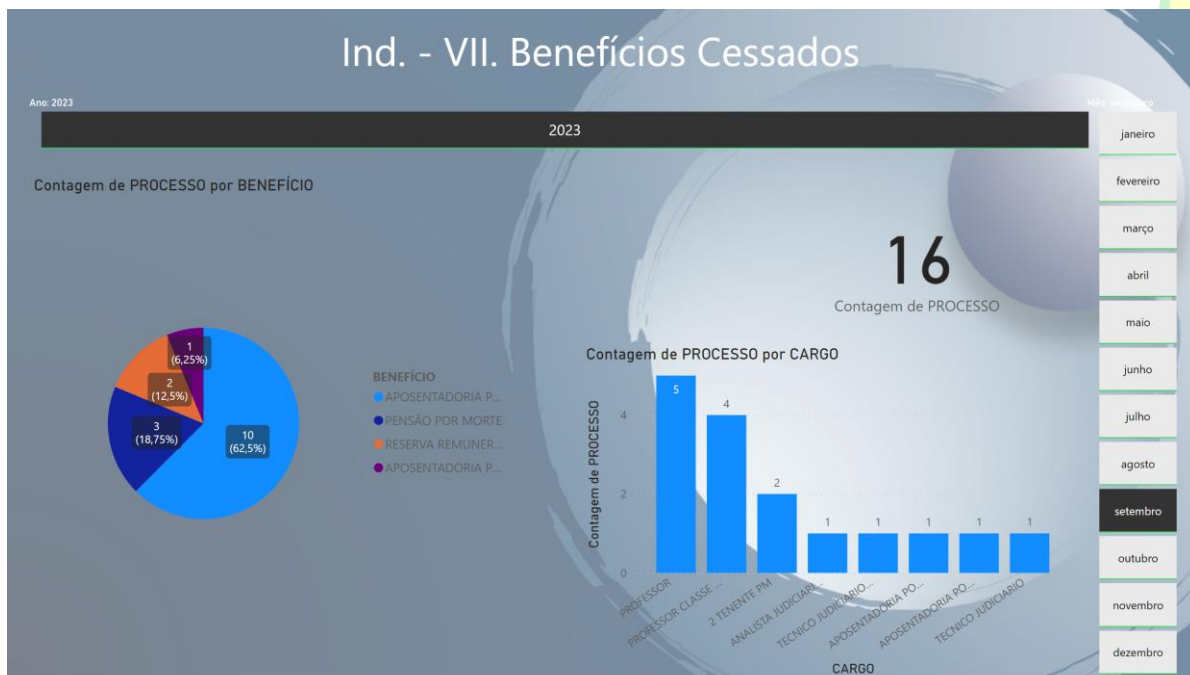 Ind. - VII. Benefícios Cessados
Ano: 2023
Mês: setembro
2023
janeiro
fevereiro
março
abril
maio
junho
julho
agosto
setembro
outubro
novembro
dezembro
Contagem de PROCESSO por BENEFÍCIO
1
(6,25%)
2
(12,5%)
3
(18,75%)
10
(62,5%)
BENEFÍCIO
APOSENTADORIA P...
PENSÃO POR MORTE
RESERVA REMUNER...
APOSENTADORIA P...
16
Contagem de PROCESSO
Contagem de PROCESSO por CARGO
Contagem de PROCESSO
4
2
0
5
4
2
1
1
1
1
1
PROFESSOR
PROFESSOR CLASSE ...
2 TENENTE PM
ANALISTA JUDICIARI...
TECNICO JUDICIARIO...
APOSENTADORIA PO...
APOSENTADORIA PO...
TECNICO JUDICIARIO
CARGO